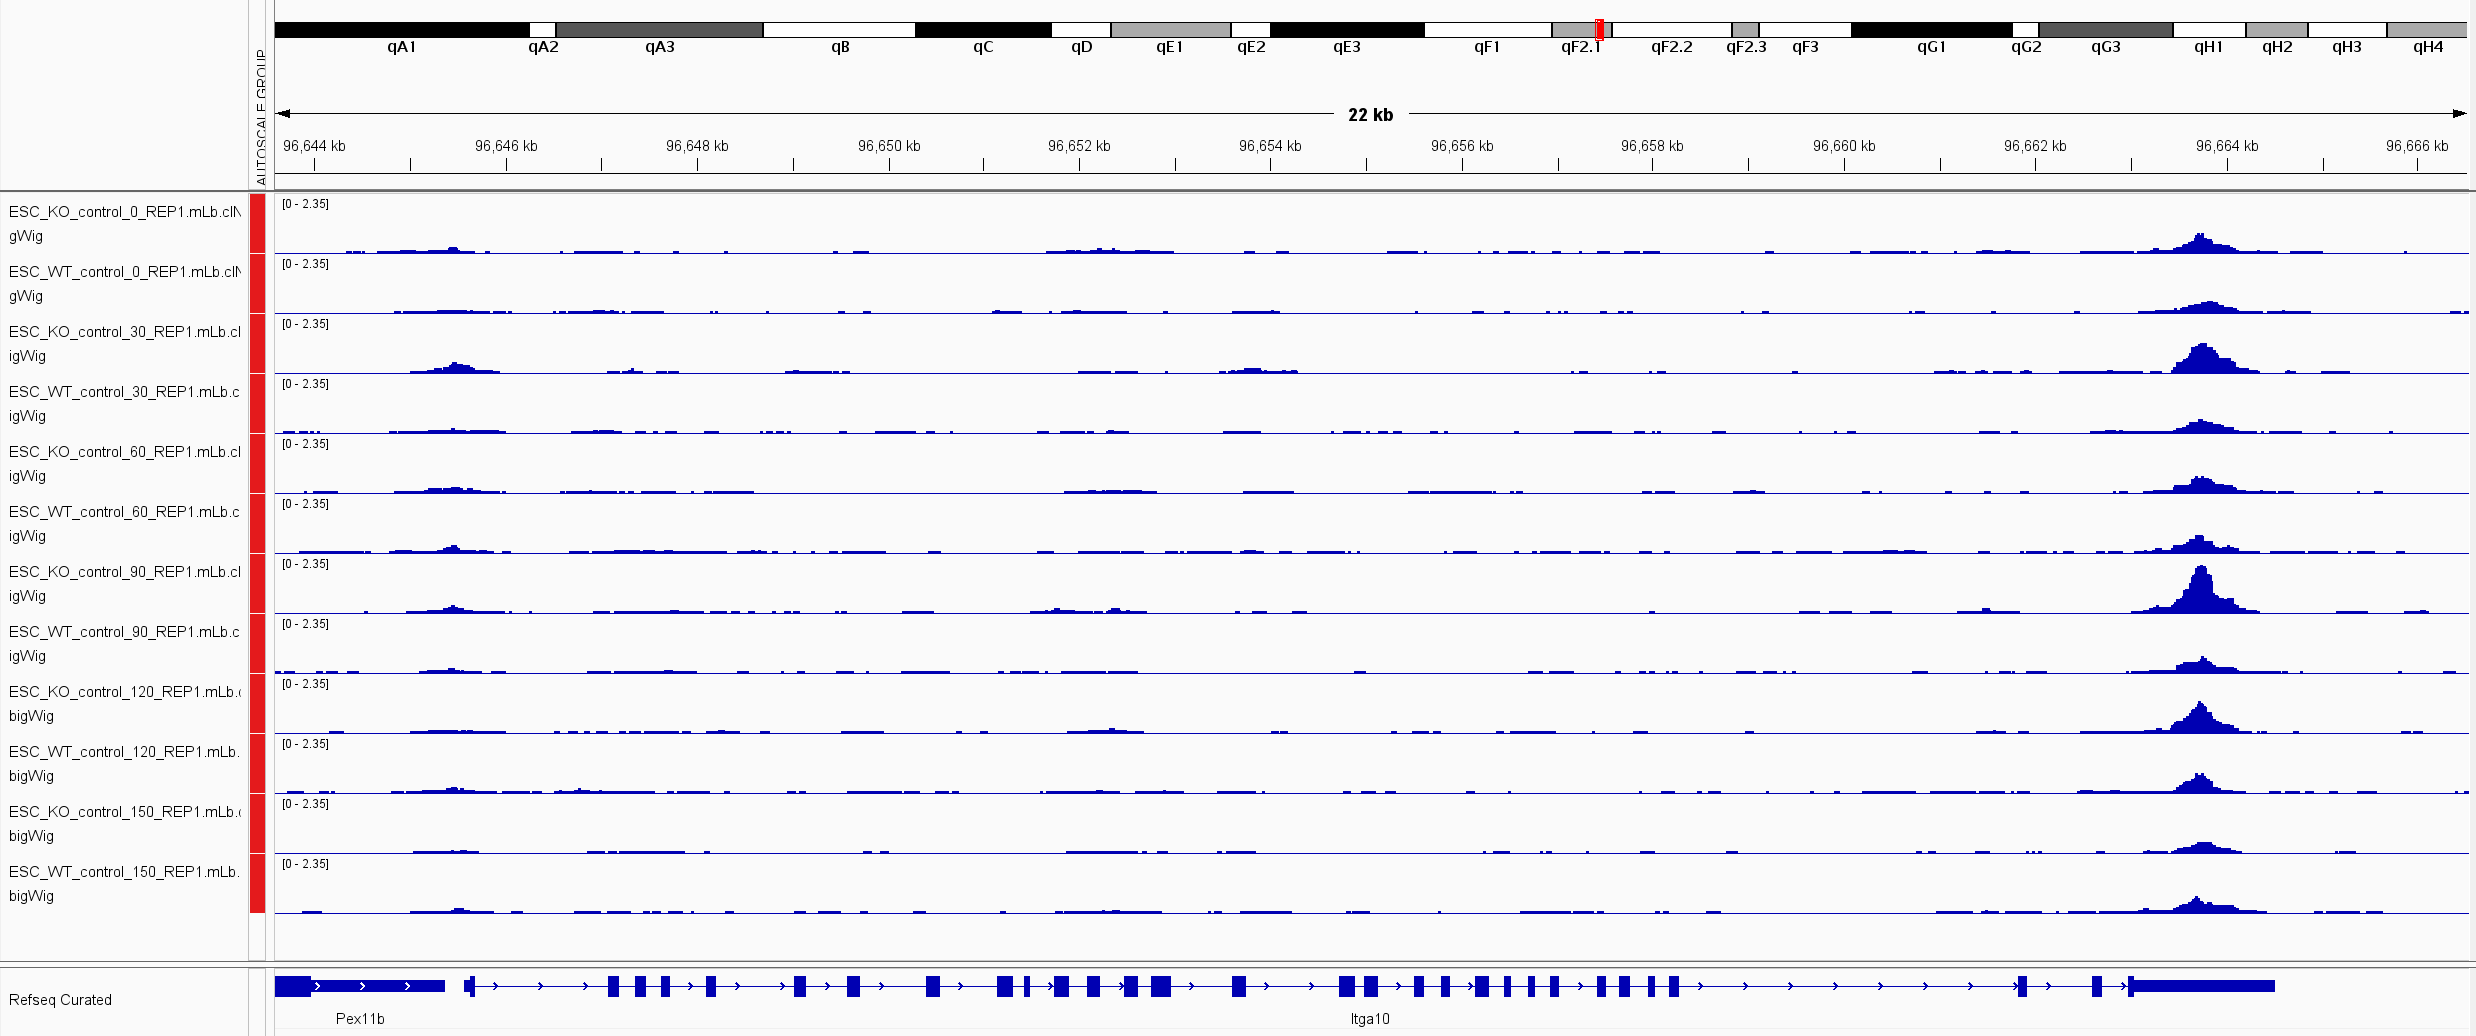 qA1 qA2 qA3 qB qC qD qE1 qE2 qE3 qF1 qF2.1 qF2.2 qF2.3 qF3 qG1 qG2 qG3 qH1 qH2 qH3 qH4
AUTOSCALE GROUP
22 kb
96,644 kb 96,646 kb 96,648 kb 96,650 kb 96,652 kb 96,654 kb 96,656 kb 96,658 kb 96,660 kb 96,662 kb 96,664 kb 96,666 kb
ESC_KO_control_0_REP1.mLb.clN [0 - 2.35]
gWig
ESC_WT_control_0_REP1.mLb.clN [0 - 2.35]
gWig
ESC_KO_control_30_REP1.mLb.cl [0 - 2.35]
igWig
ESC_WT_control_30_REP1.mLb.c [0 - 2.35]
igWig
ESC_KO_control_60_REP1.mLb.cl [0 - 2.35]
igWig
ESC_WT_control_60_REP1.mLb.c [0 - 2.35]
igWig
ESC_KO_control_90_REP1.mLb.cl [0 - 2.35]
igWig
ESC_WT_control_90_REP1.mLb.c [0 - 2.35]
igWig
ESC_KO_control_120_REP1.mLb.c [0 - 2.35]
bigWig
ESC_WT_control_120_REP1.mLb. [0 - 2.35]
bigWig
ESC_KO_control_150_REP1.mLb.c [0 - 2.35]
bigWig
ESC_WT_control_150_REP1.mLb. [0 - 2.35]
bigWig
Refseq Curated
Pex11b Itga10